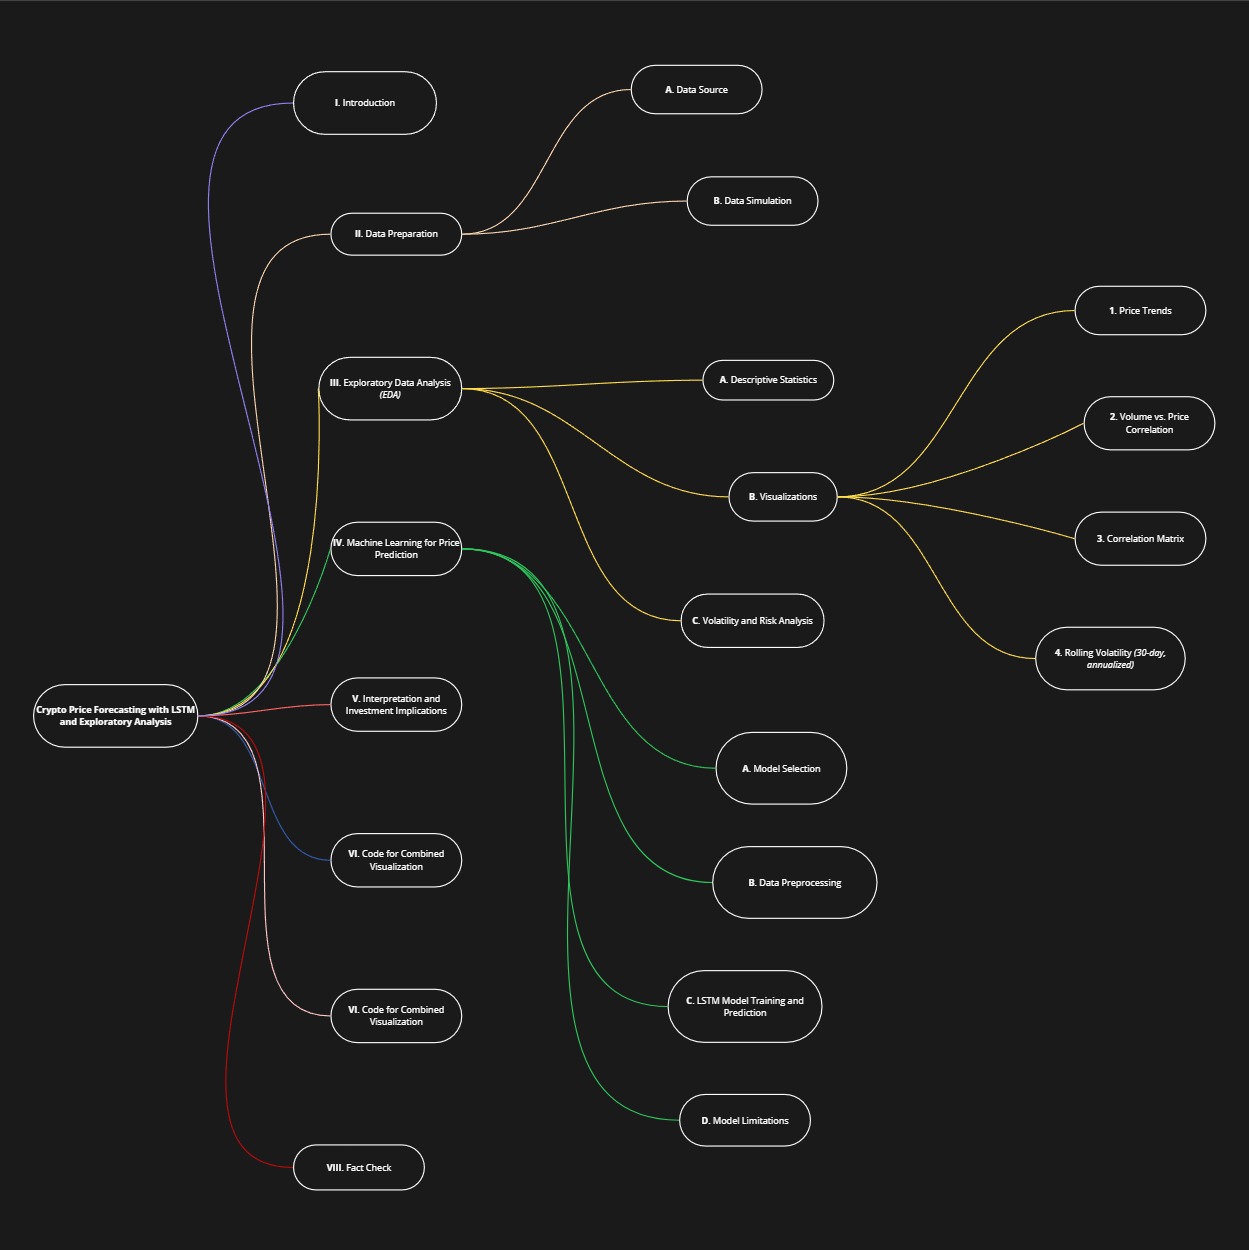 Crypto Price Forecasting with LSTM
and Exploratory Analysis
I. Introduction
II. Data Preparation
A. Data Source
B. Data Simulation
III. Exploratory Data Analysis
(EDA)
A. Descriptive Statistics
B. Visualizations
1. Price Trends
2. Volume vs. Price
Correlation
3. Correlation Matrix
4. Rolling Volatility (30-day,
annualized)
C. Volatility and Risk Analysis
IV. Machine Learning for Price
Prediction
A. Model Selection
B. Data Preprocessing
C. LSTM Model Training and
Prediction
D. Model Limitations
V. Interpretation and
Investment Implications
VI. Code for Combined
Visualization
VI. Code for Combined
Visualization
VIII. Fact Check